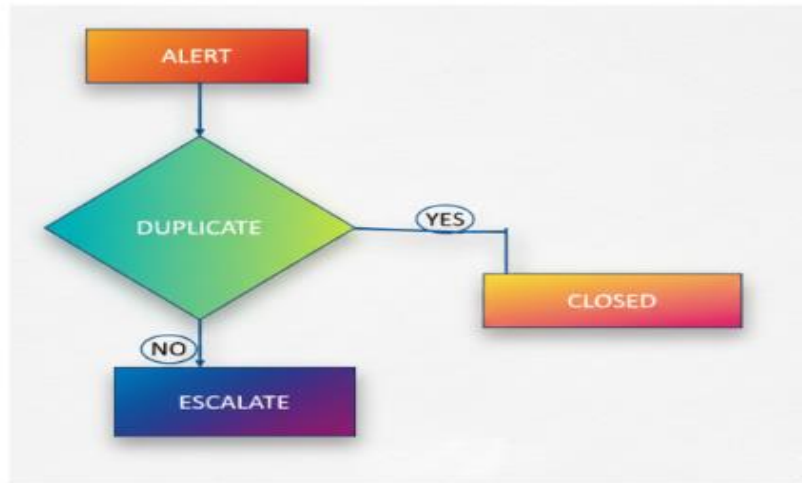 ALERT
DUPLICATE
YES
CLOSED
NO
ESCALATE